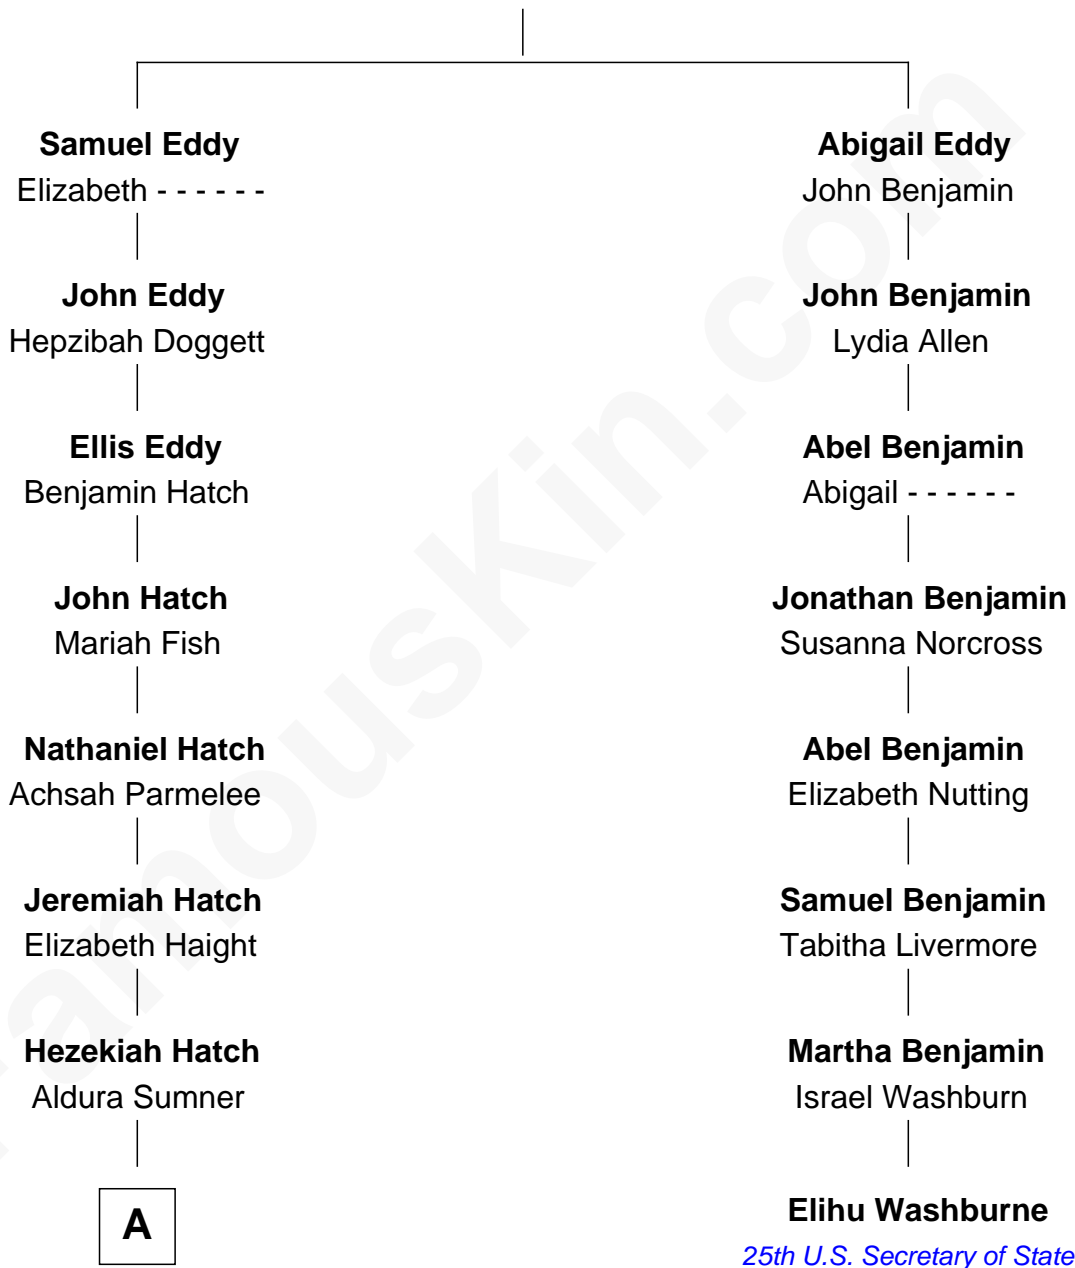 Samuel Eddy
Elizabeth - - - - - -
Abigail Eddy
John Benjamin
John Eddy
Hepzibah Doggett
John Benjamin
Lydia Allen
Ellis Eddy
Benjamin Hatch
Abel Benjamin
Abigail - - - - - -
John Hatch
Mariah Fish
Jonathan Benjamin
Susanna Norcross
Nathaniel Hatch
Achsah Parmelee
Abel Benjamin
Elizabeth Nutting
Jeremiah Hatch
Elizabeth Haight
Samuel Benjamin
Tabitha Livermore
Hezekiah Hatch
Aldura Sumner
Martha Benjamin
Israel Washburn
A
Elihu Washburne
25th U.S. Secretary of State
FamousKin.com